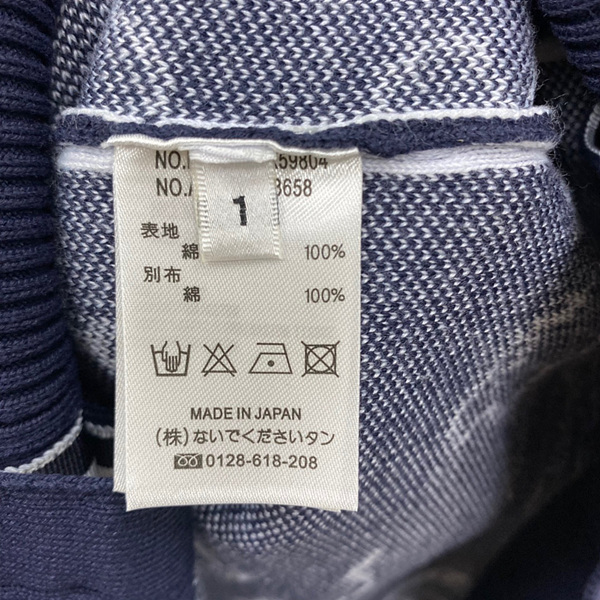 NO. 59804
NO. 8658
1
表地
綿 100%
別布
綿 100%
MADE IN JAPAN
(株)ないでくださいタン
0128-618-208